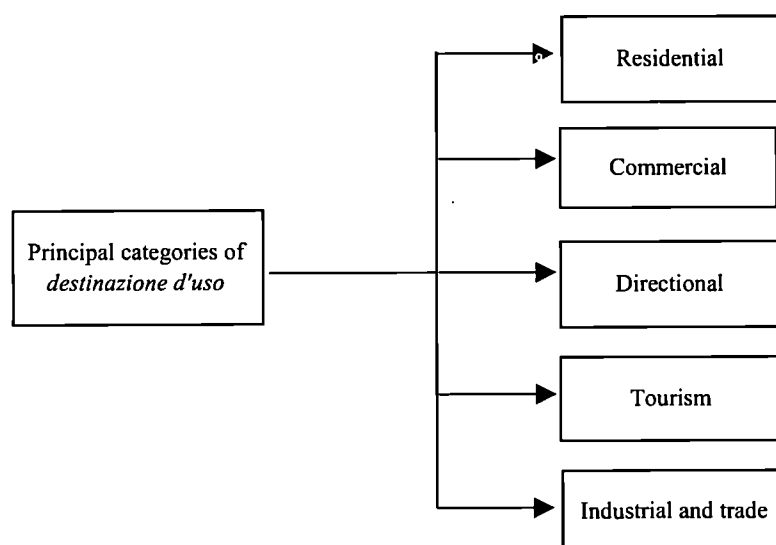 Principal categories of
destinazione d'uso
Residential
Commercial
Directional
Tourism
Industrial and trade